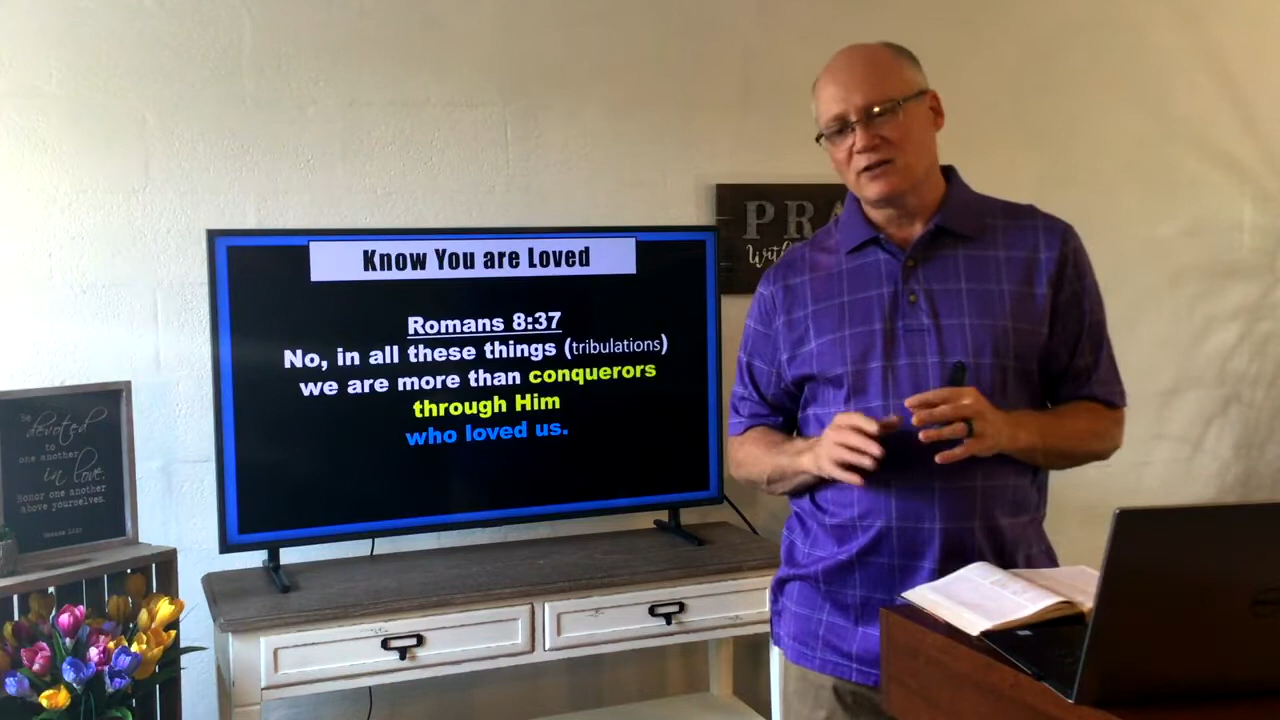 Know You are Loved
Romans 8:37
No, in all these things (tribulations)
we are more than conquerors
through Him
who loved us.
PRA
With
Be
devoted
to
one another
in love.
Honor one another
above yourselves.